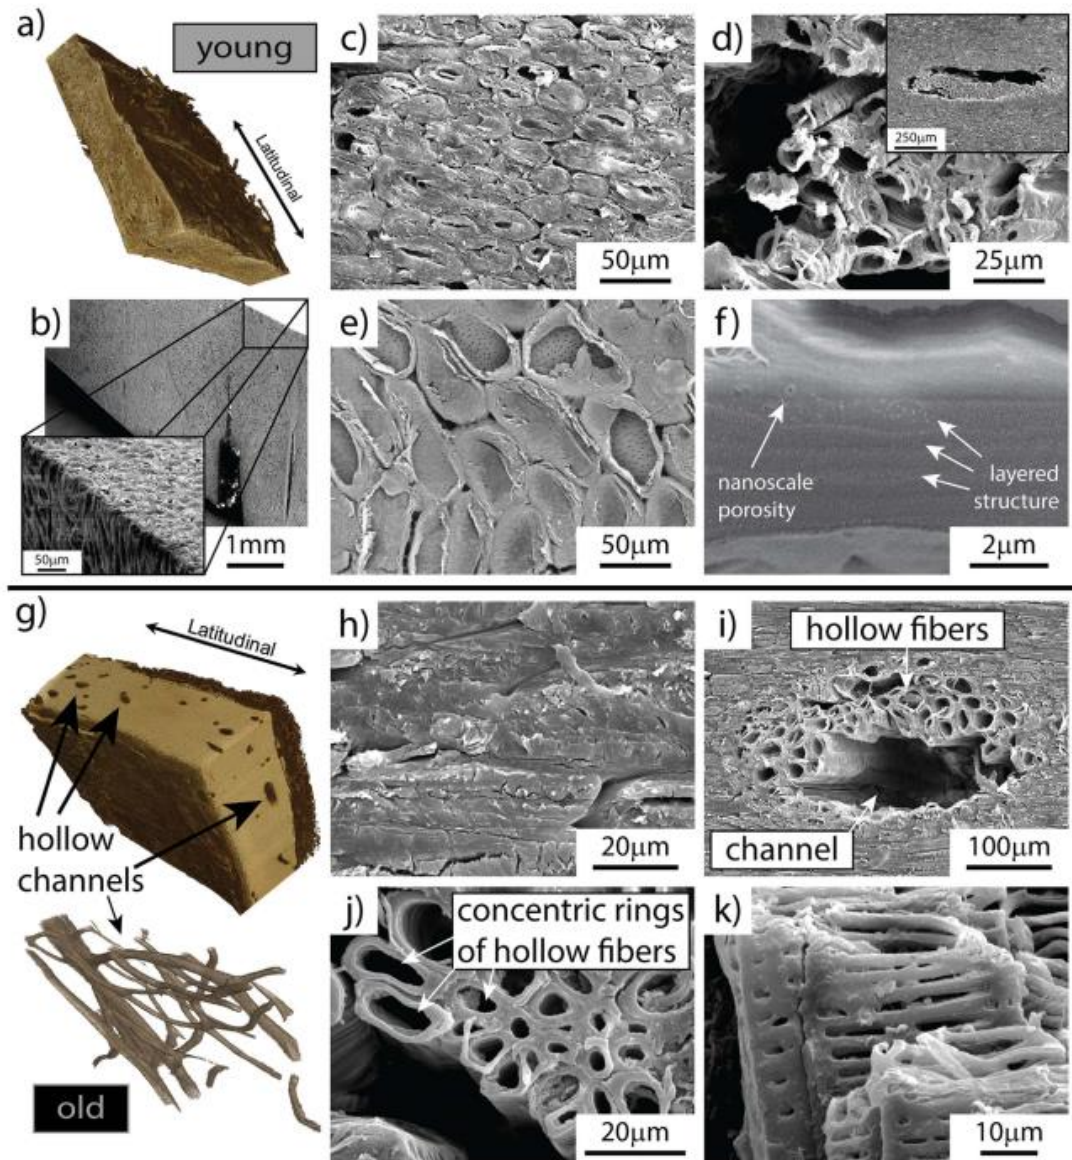 a)
young
Latitudinal
b)
50μm
1mm
c)
50μm
d)
250μm
25μm
e)
50μm
f)
nanoscale
porosity
layered
structure
2μm
g)
Latitudinal
hollow
channels
old
h)
20μm
i)
hollow fibers
channel
100μm
j)
concentric rings
of hollow fibers
20μm
k)
10μm